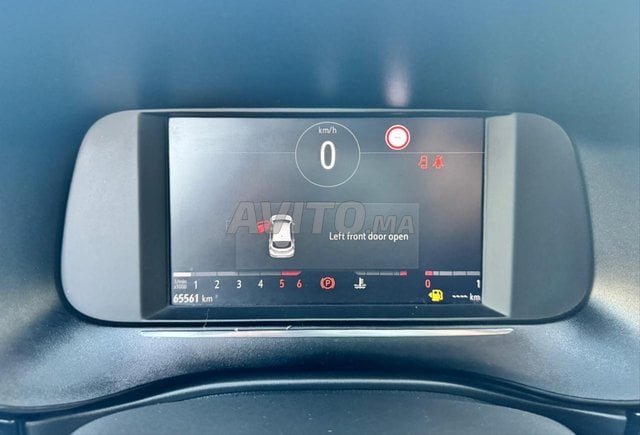 km/h
0
AVITO.MA
Left front door open
1 2 3 4 5 6 P 0 1
65561 km ---- km